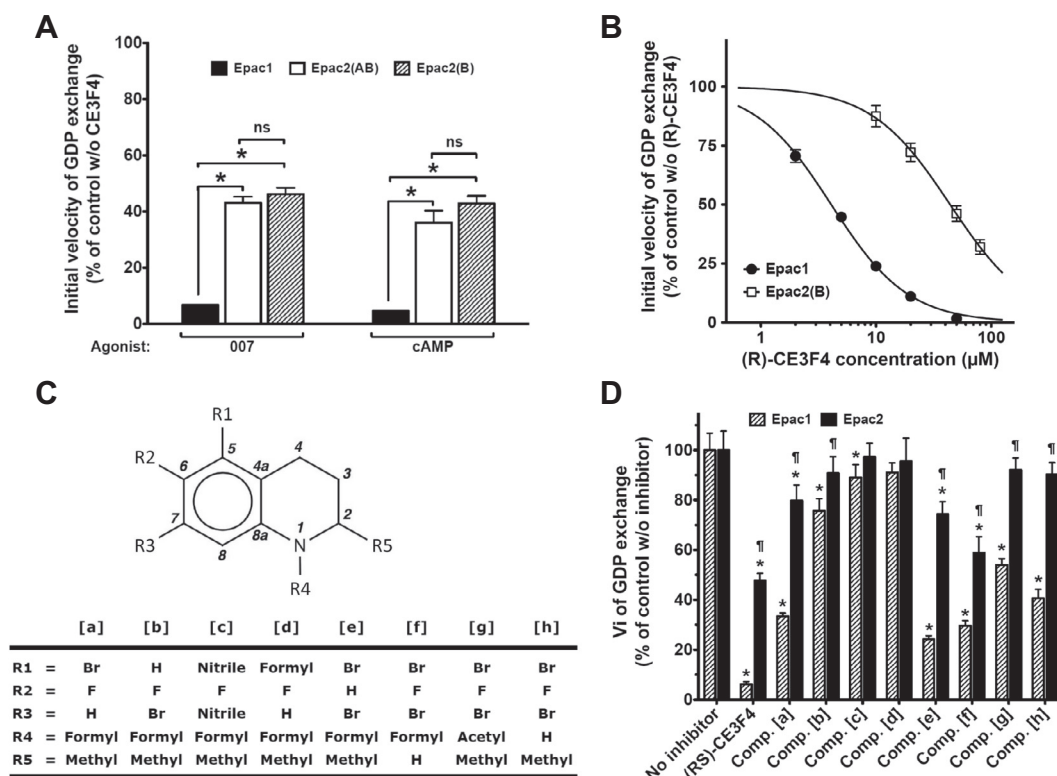 A
Initial velocity of GDP exchange
(% of control w/o CE3F4)
100
80
60
40
20
0
Epac1 Epac2(AB) Epac2(B)
ns
*
*
ns
*
*
Agonist: 007 cAMP
B
Initial velocity of GDP exchange
(% of control w/o (R)-CE3F4)
100
75
50
25
0
Epac1
Epac2(B)
1 10 100
(R)-CE3F4 concentration (µM)
C
R1
R2
R3
R4
R5
5
4
6
4a
3
7
8a
1
2
8
N
[a] [b] [c] [d] [e] [f] [g] [h]
R1 = Br H Nitrile Formyl Br Br Br Br
R2 = F F F F H F F F
R3 = H Br Nitrile H Br Br Br Br
R4 = Formyl Formyl Formyl Formyl Formyl Formyl Acetyl H
R5 = Methyl Methyl Methyl Methyl Methyl H Methyl Methyl
D
Vi of GDP exchange
(% of control w/o inhibitor)
100
80
60
40
20
0
Epac1 Epac2
* ¶ * * ¶ * * ¶ * * ¶ * * ¶ * * ¶ * ¶
No inhibitor
(RS)-CE3F4
Comp. [a]
Comp. [b]
Comp. [c]
Comp. [d]
Comp. [e]
Comp. [f]
Comp. [g]
Comp. [h]